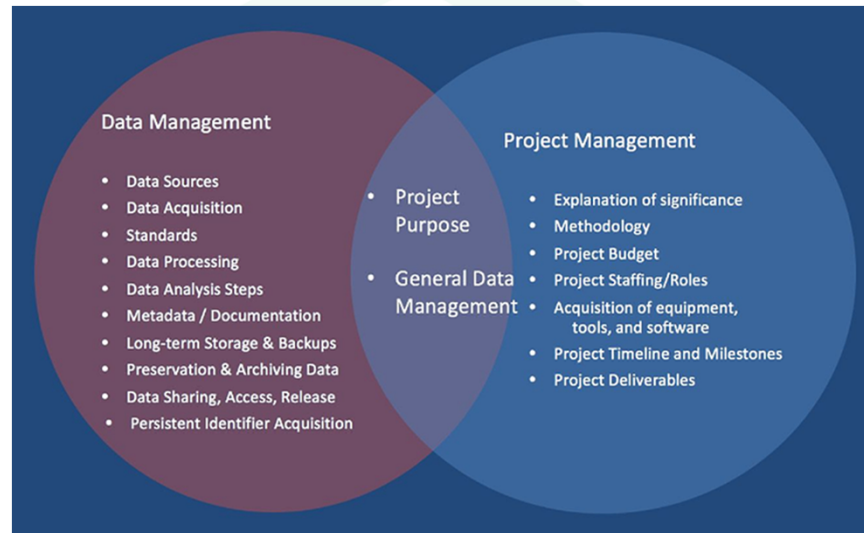 Data Management
• Data Sources
• Data Acquisition
• Standards
• Data Processing
• Data Analysis Steps
• Metadata / Documentation
• Long-term Storage & Backups
• Preservation & Archiving Data
• Data Sharing, Access, Release
• Persistent Identifier Acquisition
• Project
Purpose
• General Data
Management
Project Management
• Explanation of significance
• Methodology
• Project Budget
• Project Staffing/Roles
• Acquisition of equipment,
tools, and software
• Project Timeline and Milestones
• Project Deliverables